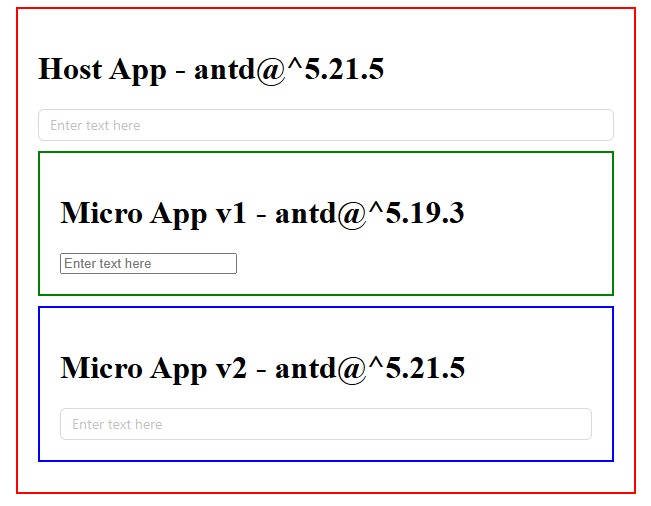 Host App - antd@^5.21.5
Enter text here
Micro App v1 - antd@^5.19.3
Enter text here
Micro App v2 - antd@^5.21.5
Enter text here